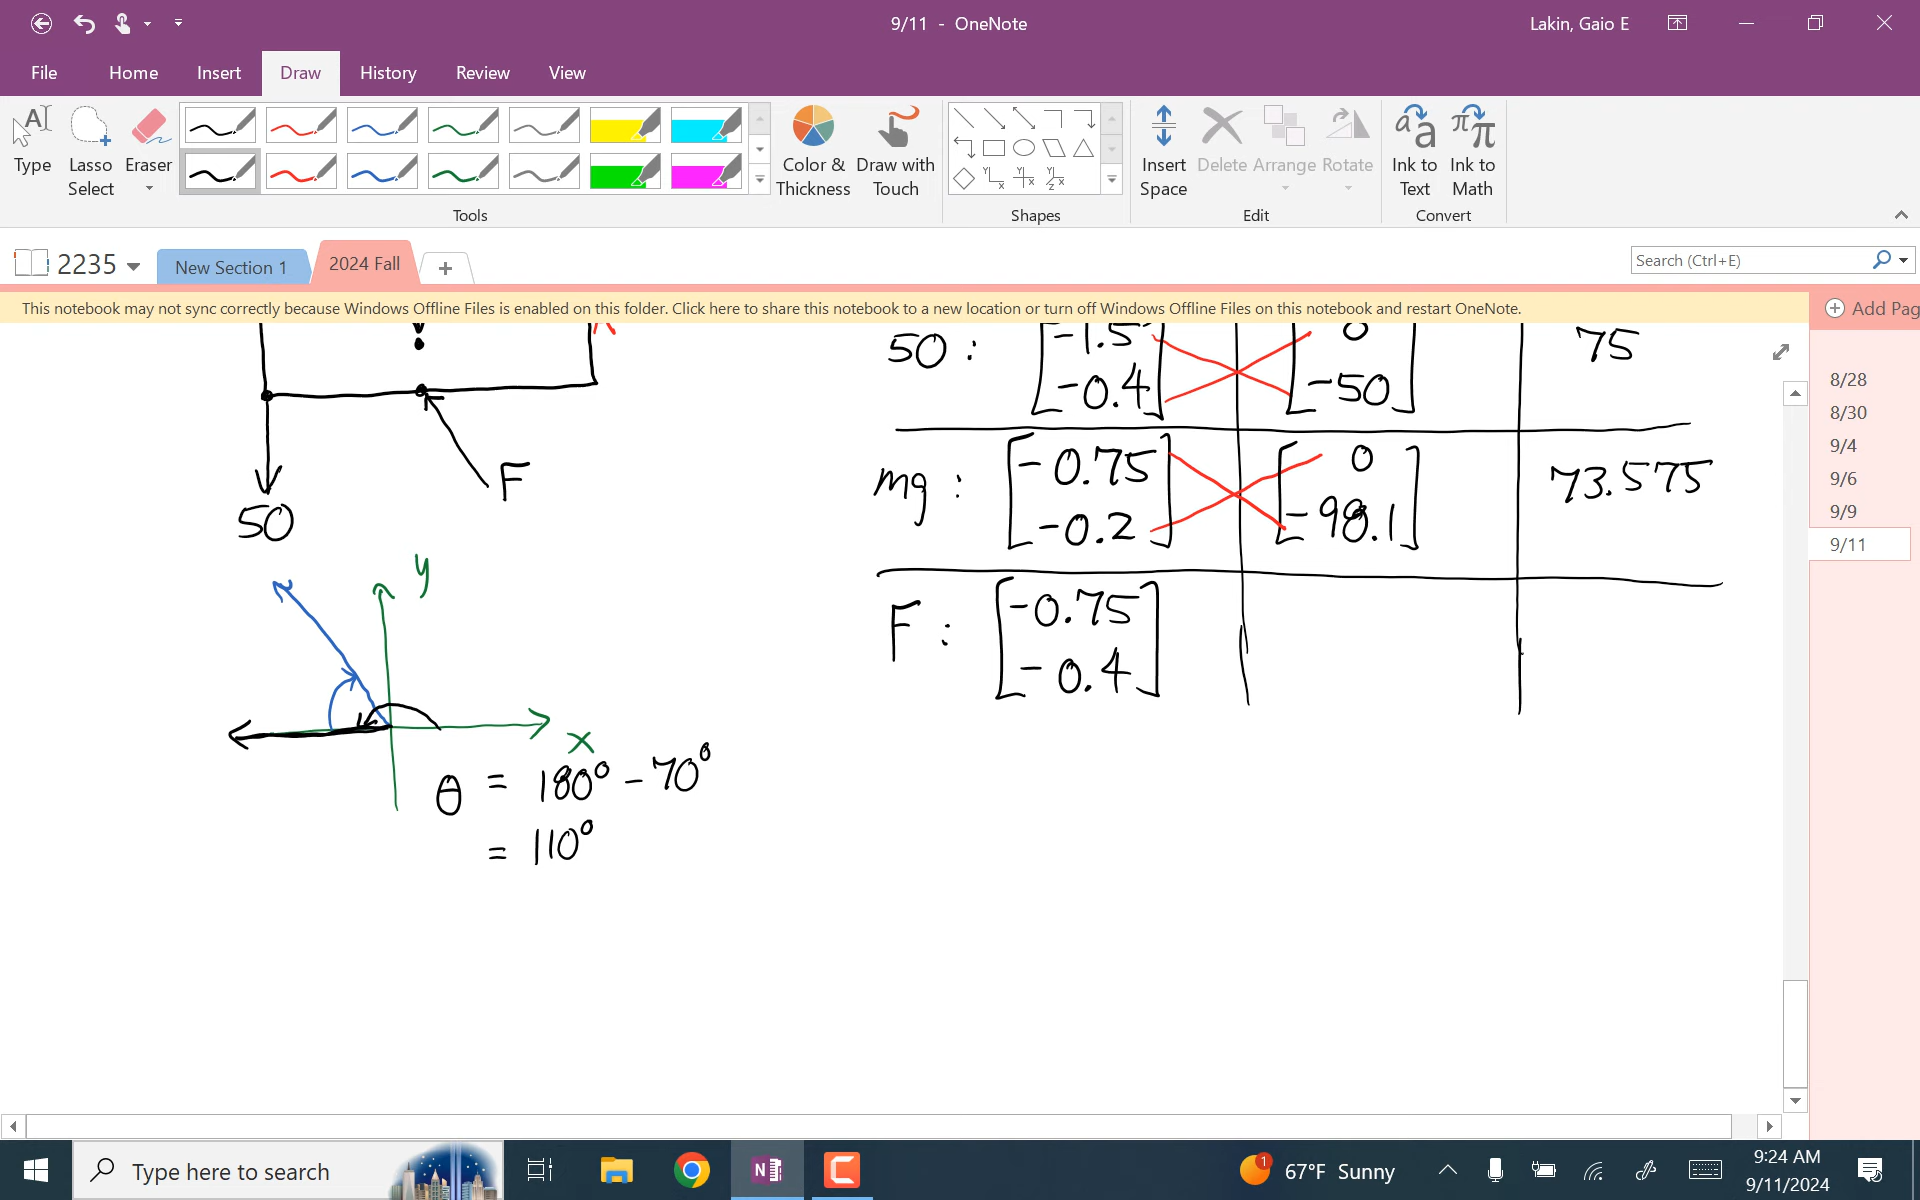 9/11 - OneNote
Lakin, Gaio E
File Home Insert Draw History Review View
Type
Lasso Select
Eraser
Color & Thickness
Draw with Touch
Insert Space
Delete
Arrange
Rotate
Ink to Text
Ink to Math
Tools
Shapes
Edit
Convert
2235
New Section 1
2024 Fall
Search (Ctrl+E)
This notebook may not sync correctly because Windows Offline Files is enabled on this folder. Click here to share this notebook to a new location or turn off Windows Offline Files on this notebook and restart OneNote.
Add Pag
8/28
8/30
9/4
9/6
9/9
9/11
50
F
y
x
θ = 180° - 70°
= 110°
50 : [-1.5 -0.4] [0 -50] 75
mg : [-0.75 -0.2] [0 -98.1] 73.575
F : [-0.75 -0.4]
Type here to search
1
67°F Sunny
9:24 AM
9/11/2024